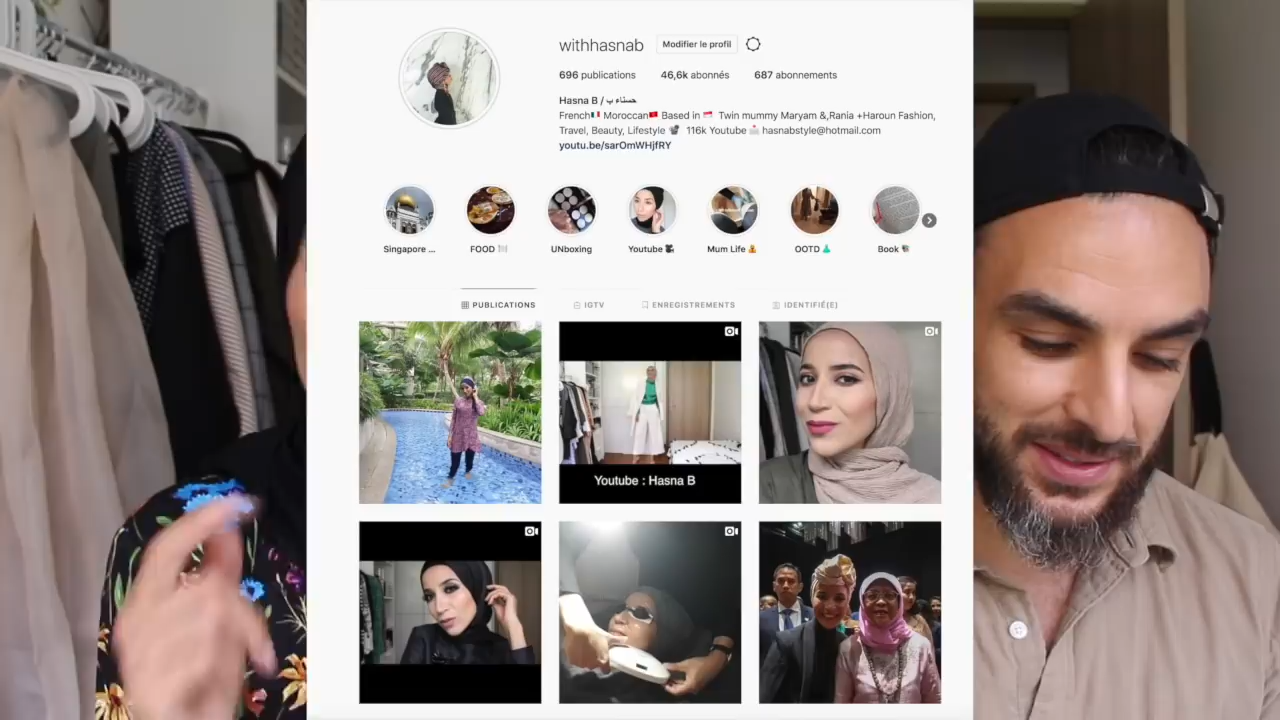 withhasnab Modifier le profil
696 publications 46,6k abonnés 687 abonnements
Hasna B / حسناء ب
French Moroccan Based in Twin mummy Maryam &,Rania +Haroun Fashion,
Travel, Beauty, Lifestyle 116k Youtube hasnabstyle@hotmail.com
youtu.be/sarOmWHjfRY
Singapore ... FOOD UNboxing Youtube Mum Life OOTD Book
PUBLICATIONS IGTV ENREGISTREMENTS IDENTIFIÉ(E)
Youtube : Hasna B